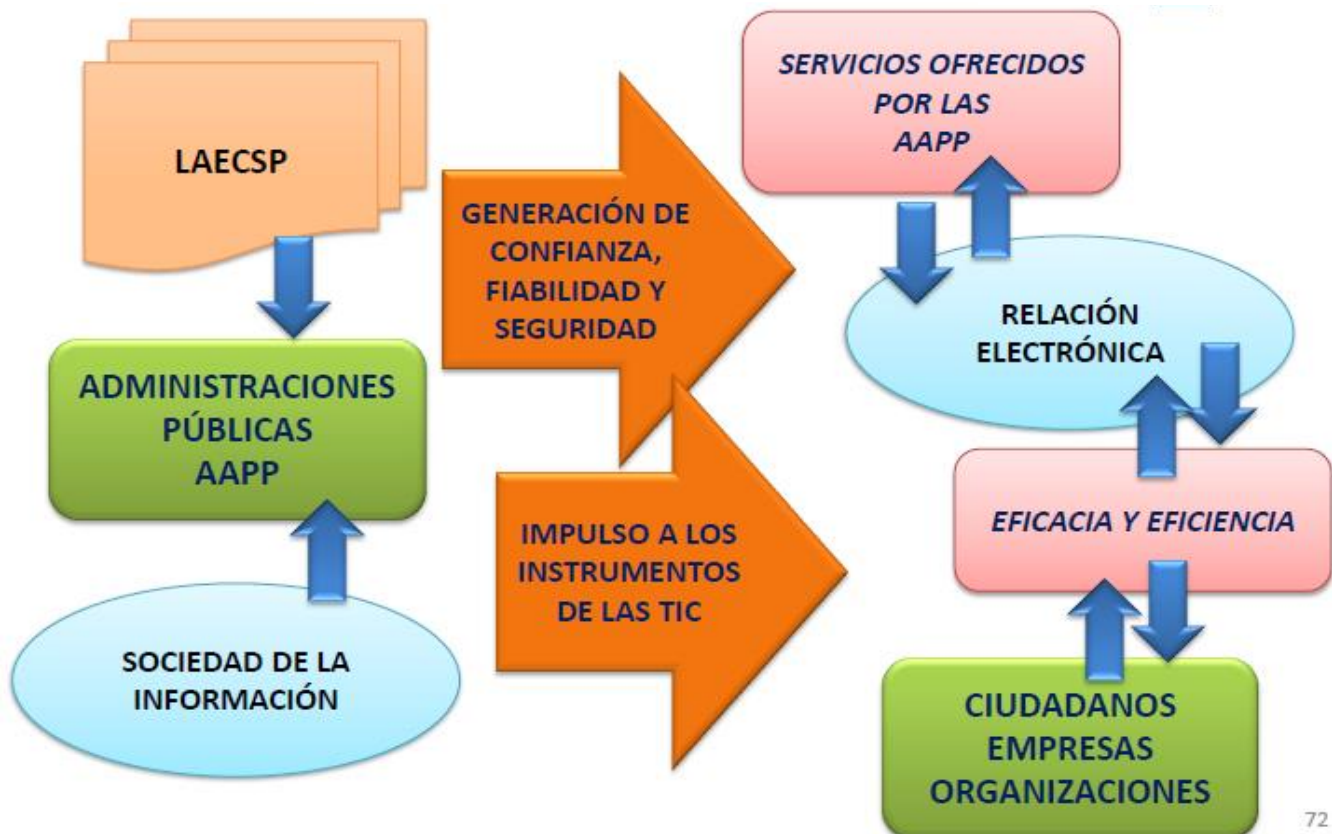 LAECSP
ADMINISTRACIONES
PÚBLICAS
AAPP
SOCIEDAD DE LA
INFORMACIÓN
GENERACIÓN DE
CONFIANZA,
FIABILIDAD Y
SEGURIDAD
IMPULSO A LOS
INSTRUMENTOS
DE LAS TIC
SERVICIOS OFRECIDOS
POR LAS
AAPP
RELACIÓN
ELECTRÓNICA
EFICACIA Y EFICIENCIA
CIUDADANOS
EMPRESAS
ORGANIZACIONES
72